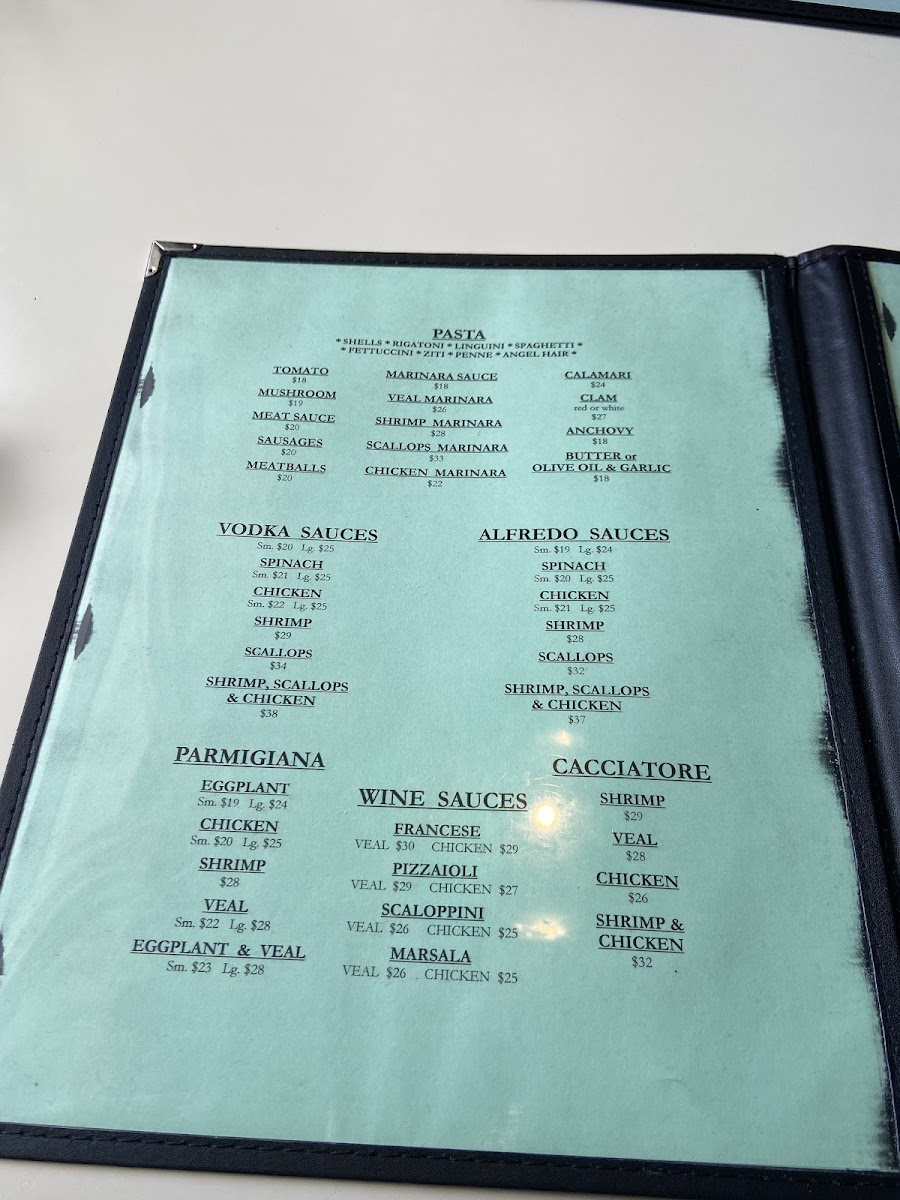 PASTA
* SHELLS * RIGATONI * LINGUINI * SPAGHETTI *
* FETTUCCINI * ZITI * PENNE * ANGEL HAIR *
TOMATO
$18
MUSHROOM
$19
MEAT SAUCE
$20
SAUSAGES
$20
MEATBALLS
$20
MARINARA SAUCE
$18
VEAL MARINARA
$26
SHRIMP MARINARA
$28
SCALLOPS MARINARA
$33
CHICKEN MARINARA
$22
CALAMARI
$24
CLAM
red or white
$27
ANCHOVY
$18
BUTTER or
OLIVE OIL & GARLIC
$18
VODKA SAUCES
Sm. $20 Lg. $25
SPINACH
Sm. $21 Lg. $25
CHICKEN
Sm. $22 Lg. $25
SHRIMP
$29
SCALLOPS
$34
SHRIMP, SCALLOPS
& CHICKEN
$38
ALFREDO SAUCES
Sm. $19 Lg. $24
SPINACH
Sm. $20 Lg. $25
CHICKEN
Sm. $21 Lg. $25
SHRIMP
$28
SCALLOPS
$32
SHRIMP, SCALLOPS
& CHICKEN
$37
PARMIGIANA
EGGPLANT
Sm. $19 Lg. $24
CHICKEN
Sm. $20 Lg. $25
SHRIMP
$28
VEAL
Sm. $22 Lg. $28
EGGPLANT & VEAL
Sm. $23 Lg. $28
WINE SAUCES
FRANCESE
VEAL $30 CHICKEN $29
PIZZAIOLI
VEAL $29 CHICKEN $27
SCALOPPINI
VEAL $26 CHICKEN $25
MARSALA
VEAL $26 . CHICKEN $25
CACCIATORE
SHRIMP
$29
VEAL
$28
CHICKEN
$26
SHRIMP &
CHICKEN
$32